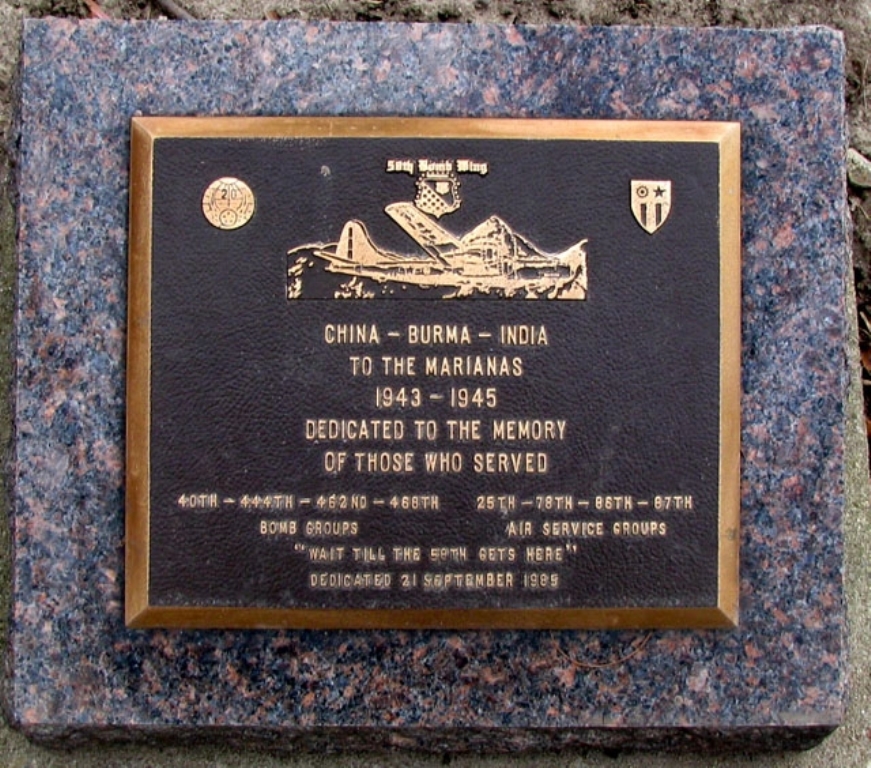 58th Bomb Wing
20
CHINA – BURMA – INDIA
TO THE MARIANAS
1943 – 1945
DEDICATED TO THE MEMORY
OF THOSE WHO SERVED
40TH – 444TH – 462ND – 468TH 25TH – 78TH – 86TH – 87TH
BOMB GROUPS AIR SERVICE GROUPS
"WAIT TILL THE 58TH GETS HERE"
DEDICATED 21 SEPTEMBER 1989